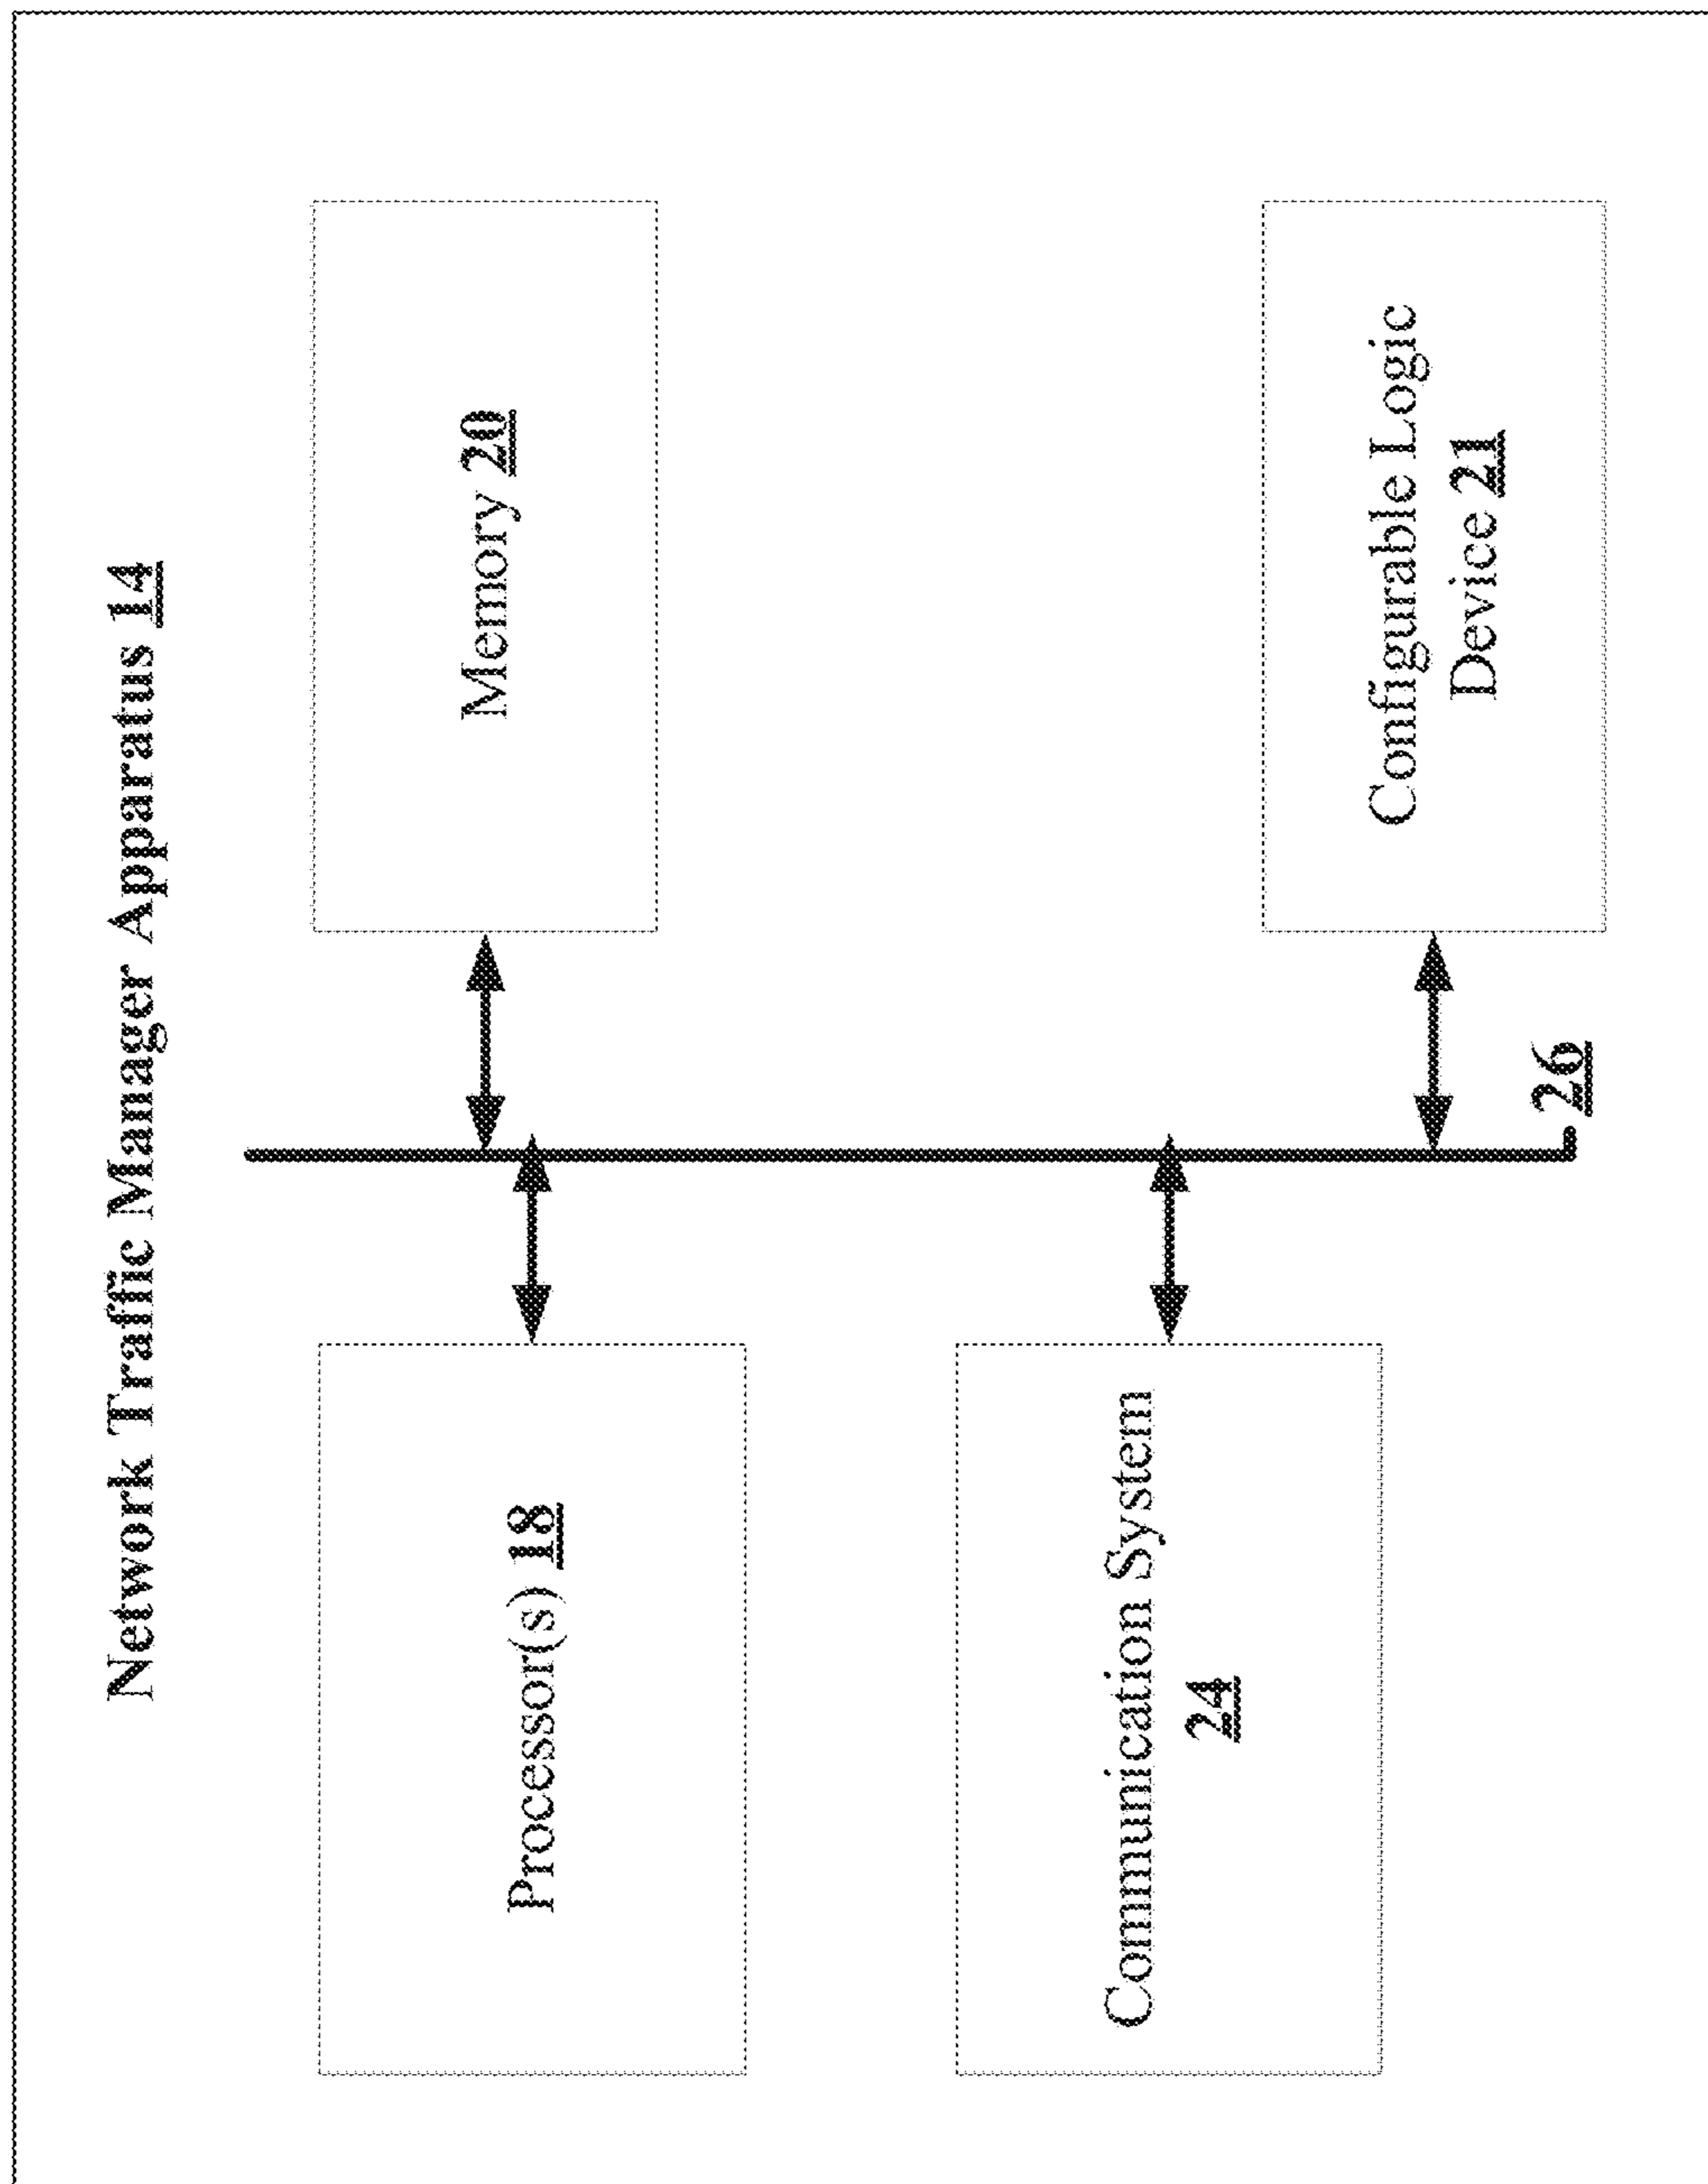 Network Traffic Manager Apparatus 14
Processor(s) 18
Memory 20
Communication System
24
Configurable Logic
Device 21
26